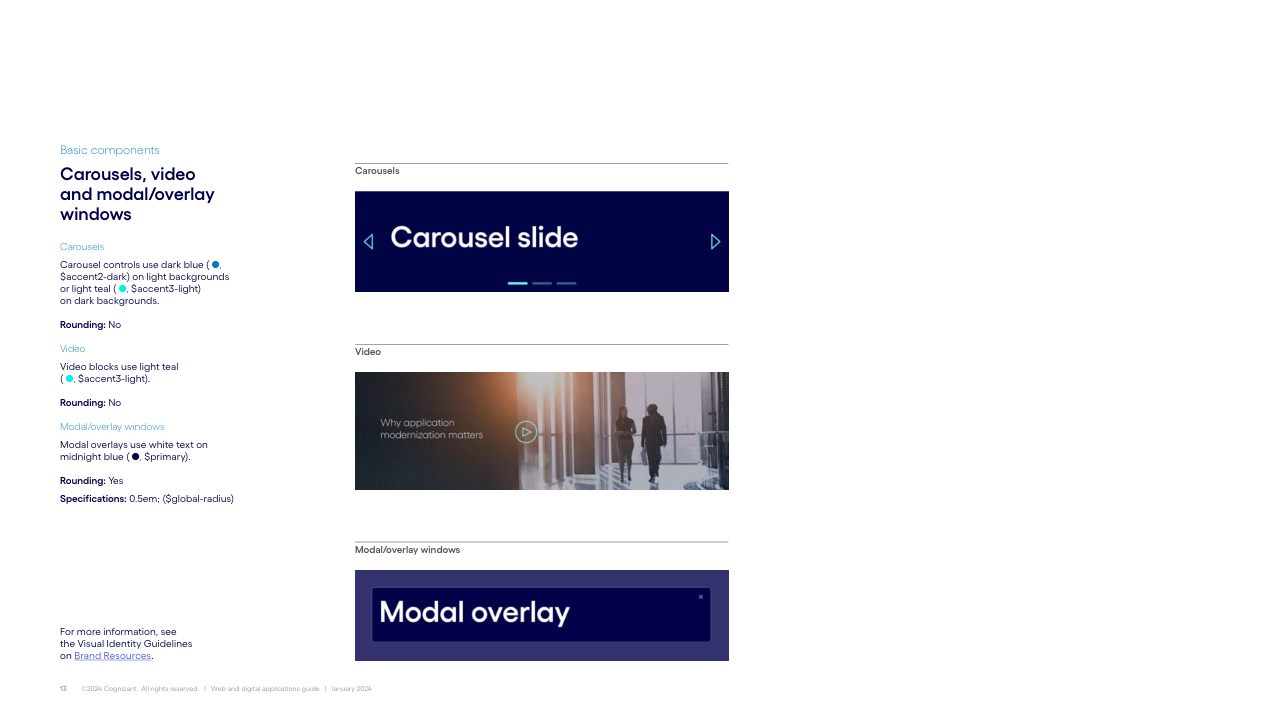 Basic components
Carousels, video
and modal/overlay
windows
Carousels
Carousel controls use dark blue ( , 
$accent2-dark) on light backgrounds
or light teal ( , $accent3-light)
on dark backgrounds.
Rounding: No
Video
Video blocks use light teal
( , $accent3-light).
Rounding: No
Modal/overlay windows
Modal overlays use white text on
midnight blue ( , $primary).
Rounding: Yes
Specifications: 0.5em; ($global-radius)
For more information, see
the Visual Identity Guidelines
on Brand Resources.
Carousels
Carousel slide
Video
Why application
modernization matters
Modal/overlay windows
×
Modal overlay
13 ©2024 Cognizant. All rights reserved. | Web and digital applications guide | January 2024